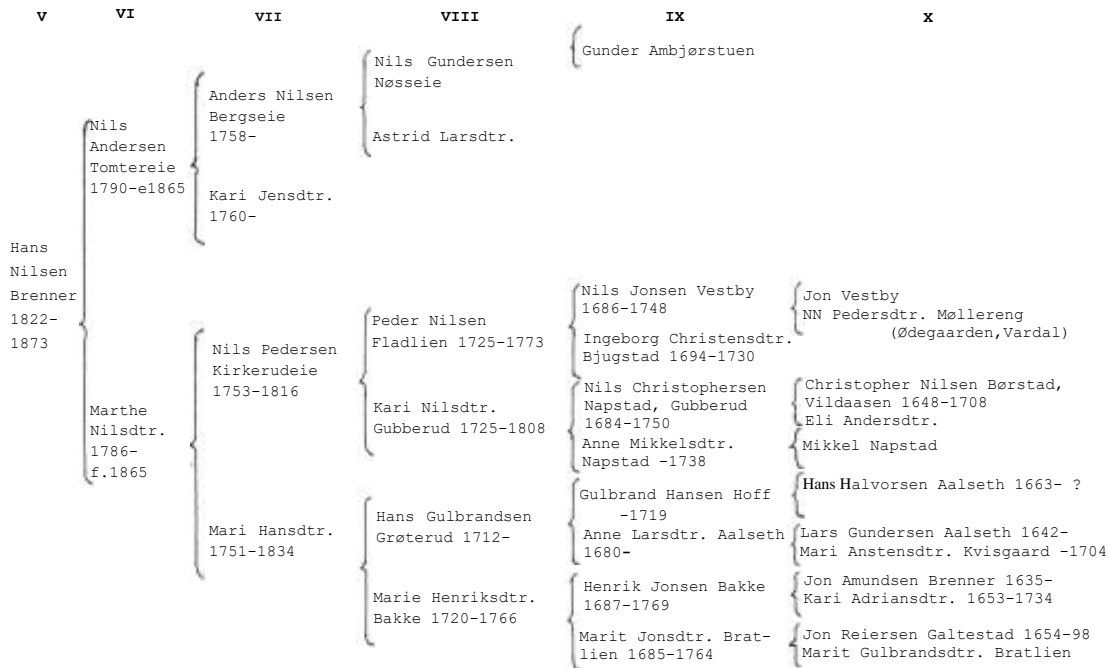 V VI VII VIII IX X
Hans
Nilsen
Brenner
1822-
1873
Nils
Andersen
Tomtereie
1790-e1865
Marthe
Nilsdtr.
1786-
f.1865
Anders Nilsen
Bergseie
1758-
Kari Jensdtr.
1760-
Nils Pedersen
Kirkerudeie
1753-1816
Mari Hansdtr.
1751-1834
Nils Gundersen
Nøsseie
Astrid Larsdtr.
Peder Nilsen
Fladlien 1725-1773
Kari Nilsdtr.
Gubberud 1725-1808
Hans Gulbrandsen
Grøterud 1712-
Marie Henriksdtr.
Bakke 1720-1766
Gunder Ambjørstuen
Nils Jonsen Vestby
1686-1748
Ingeborg Christensdtr.
Bjugstad 1694-1730
Nils Christophersen
Napstad, Gubberud
1684-1750
Anne Mikkelsdtr.
Napstad -1738
Gulbrand Hansen Hoff
-1719
Anne Larsdtr. Aalseth
1680-
Henrik Jonsen Bakke
1687-1769
Marit Jonsdtr. Brat-
lien 1685-1764
Jon Vestby
NN Pedersdtr. Møllereng
(Ødegaarden,Vardal)
Christopher Nilsen Børstad,
Vildaasen 1648-1708
Eli Andersdtr.
Mikkel Napstad
Hans Halvorsen Aalseth 1663- ?
Lars Gundersen Aalseth 1642-
Mari Anstensdtr. Kvisgaard -1704
Jon Amundsen Brenner 1635-
Kari Adriansdtr. 1653-1734
Jon Reiersen Galtestad 1654-98
Marit Gulbrandsdtr. Bratlien